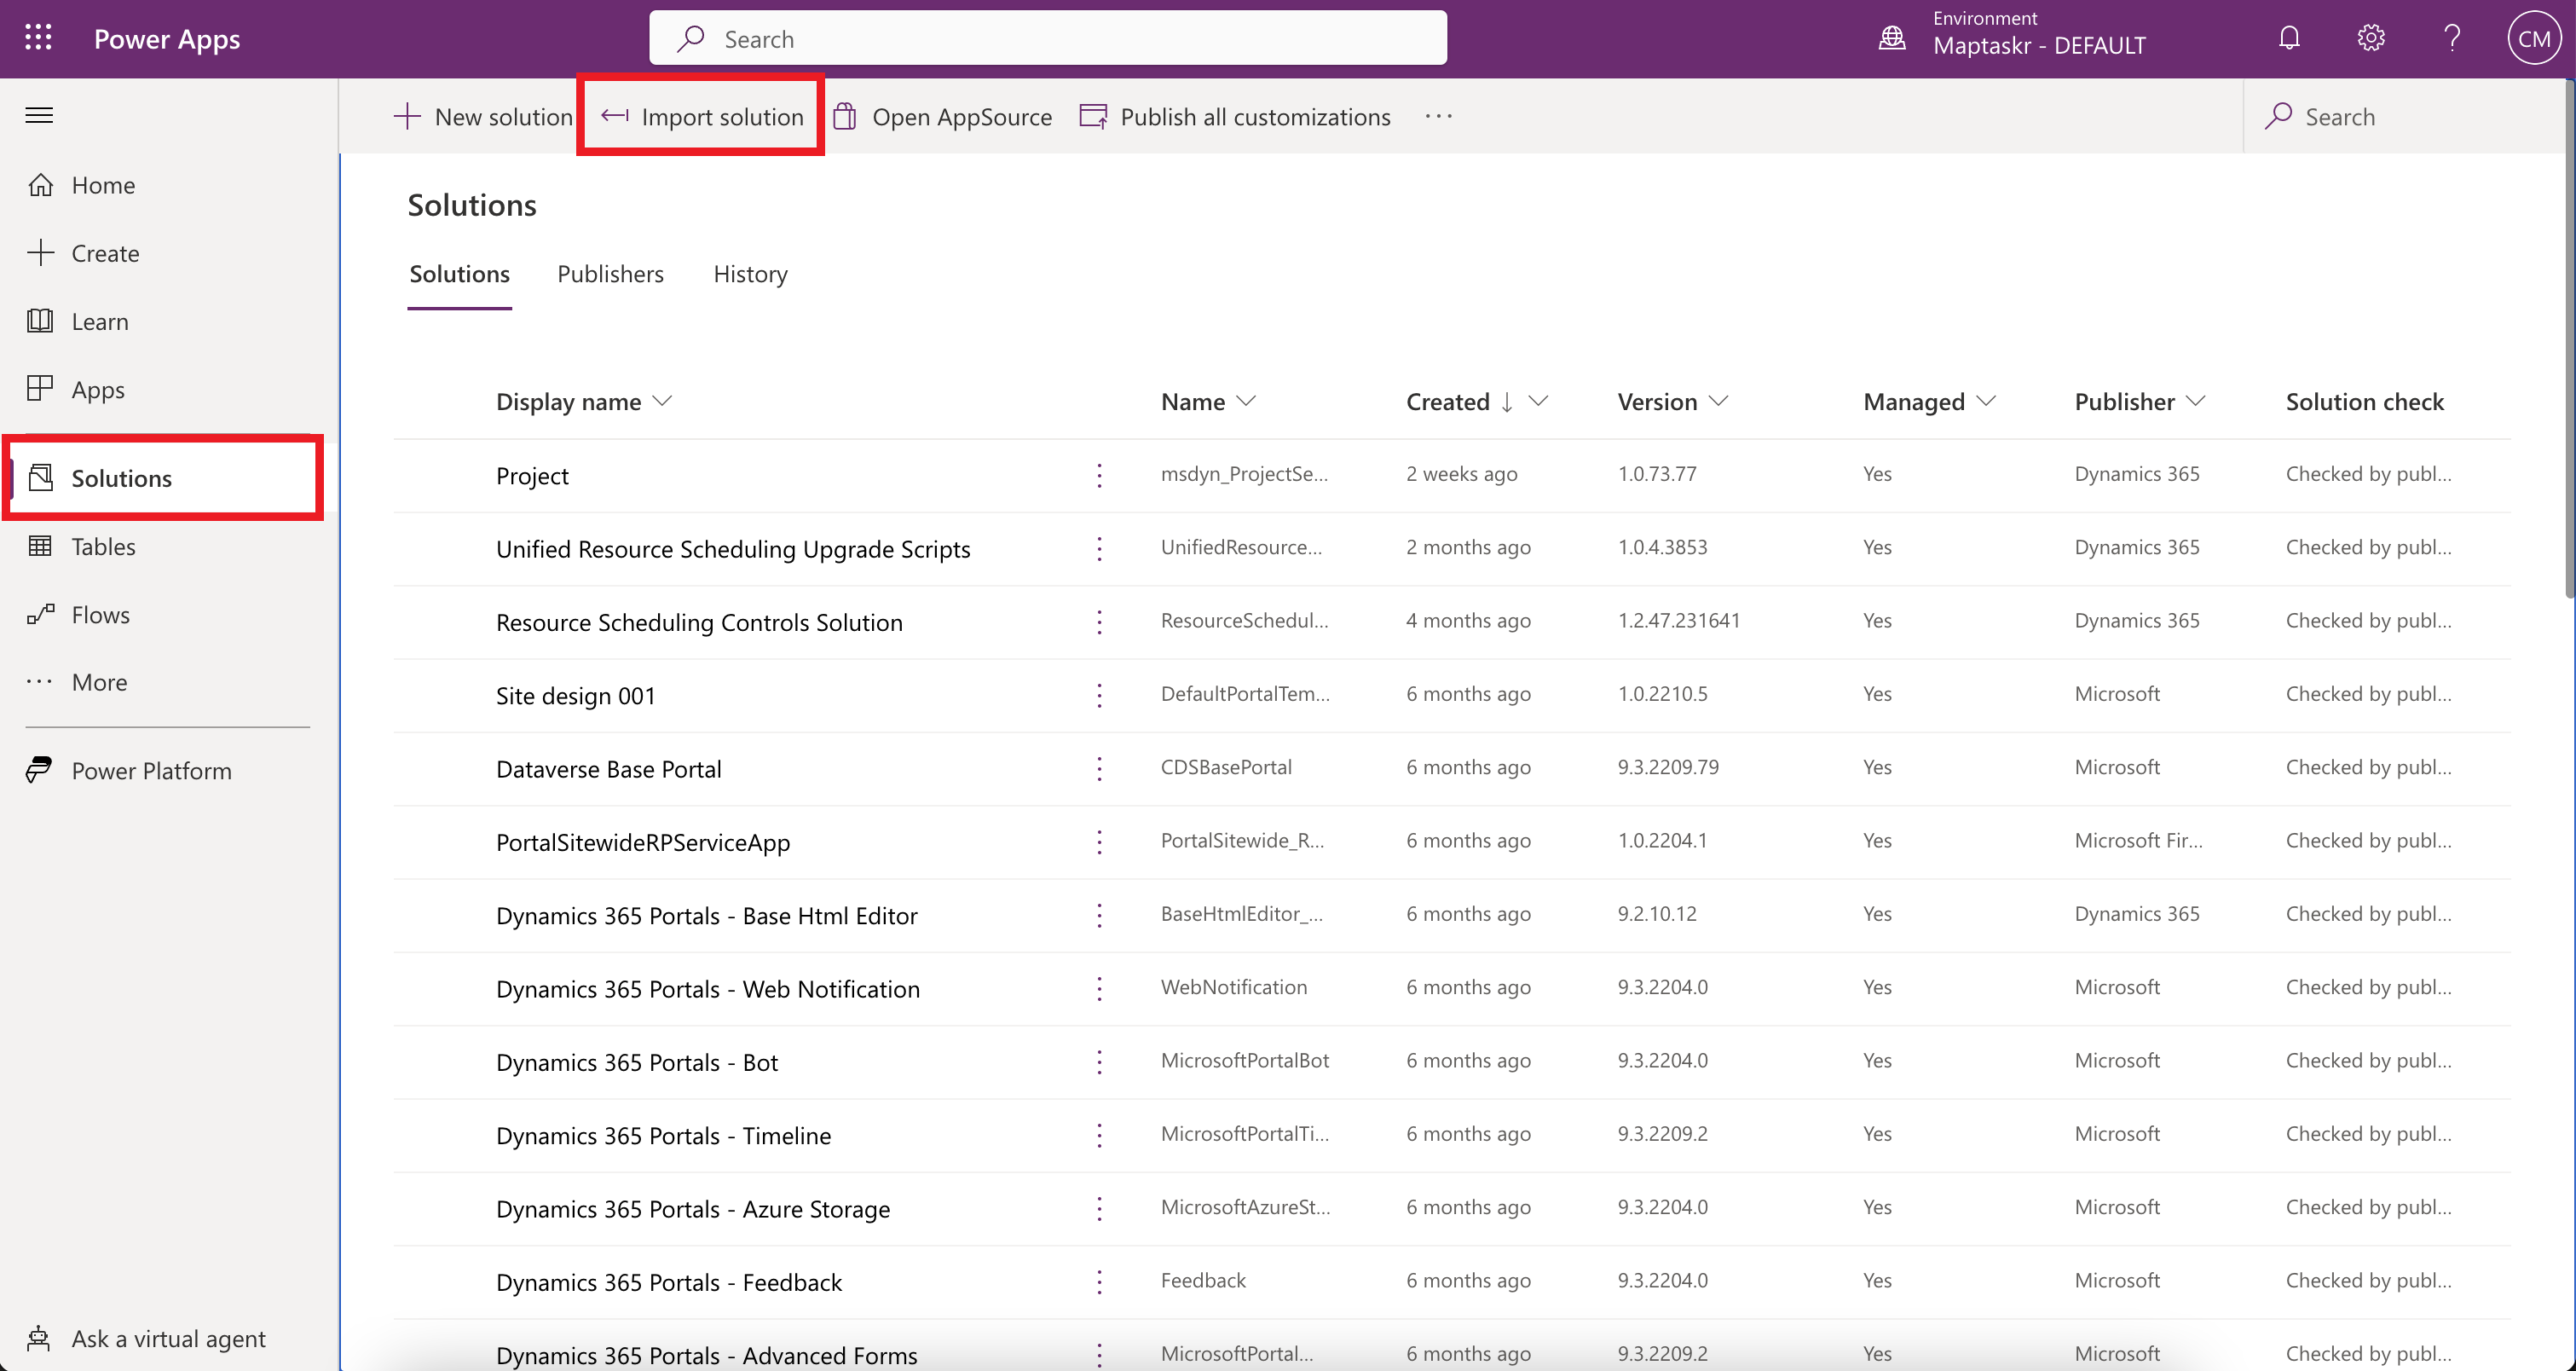 Power Apps
Search
Environment
Maptaskr - DEFAULT
CM
New solution
Import solution
Open AppSource
Publish all customizations
Search
Home
Create
Learn
Apps
Solutions
Tables
Flows
More
Power Platform
Ask a virtual agent
Solutions
Solutions Publishers History
Display name Name Created Version Managed Publisher Solution check
Project msdyn_ProjectSe... 2 weeks ago 1.0.73.77 Yes Dynamics 365 Checked by publ...
Unified Resource Scheduling Upgrade Scripts UnifiedResource... 2 months ago 1.0.4.3853 Yes Dynamics 365 Checked by publ...
Resource Scheduling Controls Solution ResourceSchedul... 4 months ago 1.2.47.231641 Yes Dynamics 365 Checked by publ...
Site design 001 DefaultPortalTem... 6 months ago 1.0.2210.5 Yes Microsoft Checked by publ...
Dataverse Base Portal CDSBasePortal 6 months ago 9.3.2209.79 Yes Microsoft Checked by publ...
PortalSitewideRPServiceApp PortalSitewide_R... 6 months ago 1.0.2204.1 Yes Microsoft Fir... Checked by publ...
Dynamics 365 Portals - Base Html Editor BaseHtmlEditor_... 6 months ago 9.2.10.12 Yes Dynamics 365 Checked by publ...
Dynamics 365 Portals - Web Notification WebNotification 6 months ago 9.3.2204.0 Yes Microsoft Checked by publ...
Dynamics 365 Portals - Bot MicrosoftPortalBot 6 months ago 9.3.2204.0 Yes Microsoft Checked by publ...
Dynamics 365 Portals - Timeline MicrosoftPortalTi... 6 months ago 9.3.2209.2 Yes Microsoft Checked by publ...
Dynamics 365 Portals - Azure Storage MicrosoftAzureSt... 6 months ago 9.3.2204.0 Yes Microsoft Checked by publ...
Dynamics 365 Portals - Feedback Feedback 6 months ago 9.3.2204.0 Yes Microsoft Checked by publ...
Dynamics 365 Portals - Advanced Forms MicrosoftPortal... 6 months ago 9.3.2209.2 Yes Microsoft Checked by publ...